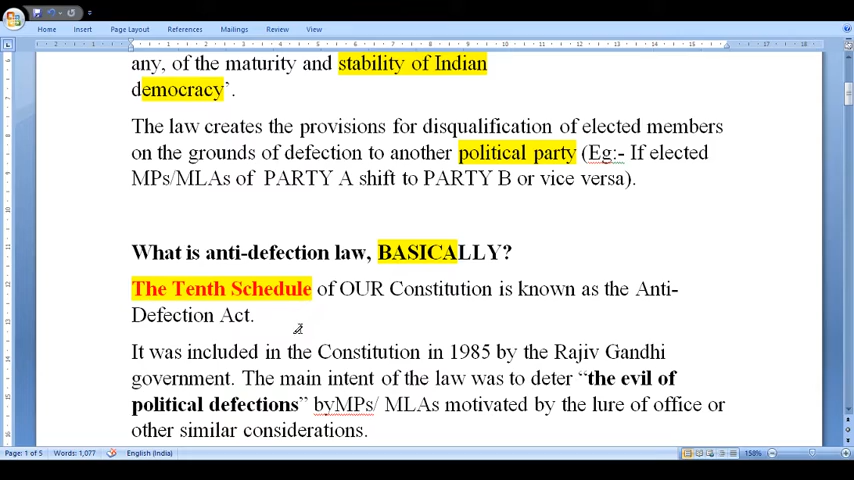 Home Insert Page Layout References Mailings Review View
any, of the maturity and stability of Indian
democracy’.
The law creates the provisions for disqualification of elected members
on the grounds of defection to another political party (Eg:- If elected
MPs/MLAs of PARTY A shift to PARTY B or vice versa).
What is anti-defection law, BASICALLY?
The Tenth Schedule of OUR Constitution is known as the Anti-
Defection Act.
It was included in the Constitution in 1985 by the Rajiv Gandhi
government. The main intent of the law was to deter “the evil of
political defections” byMPs/ MLAs motivated by the lure of office or
other similar considerations.
Page: 1 of 5 Words: 1,077 English (India) 158%